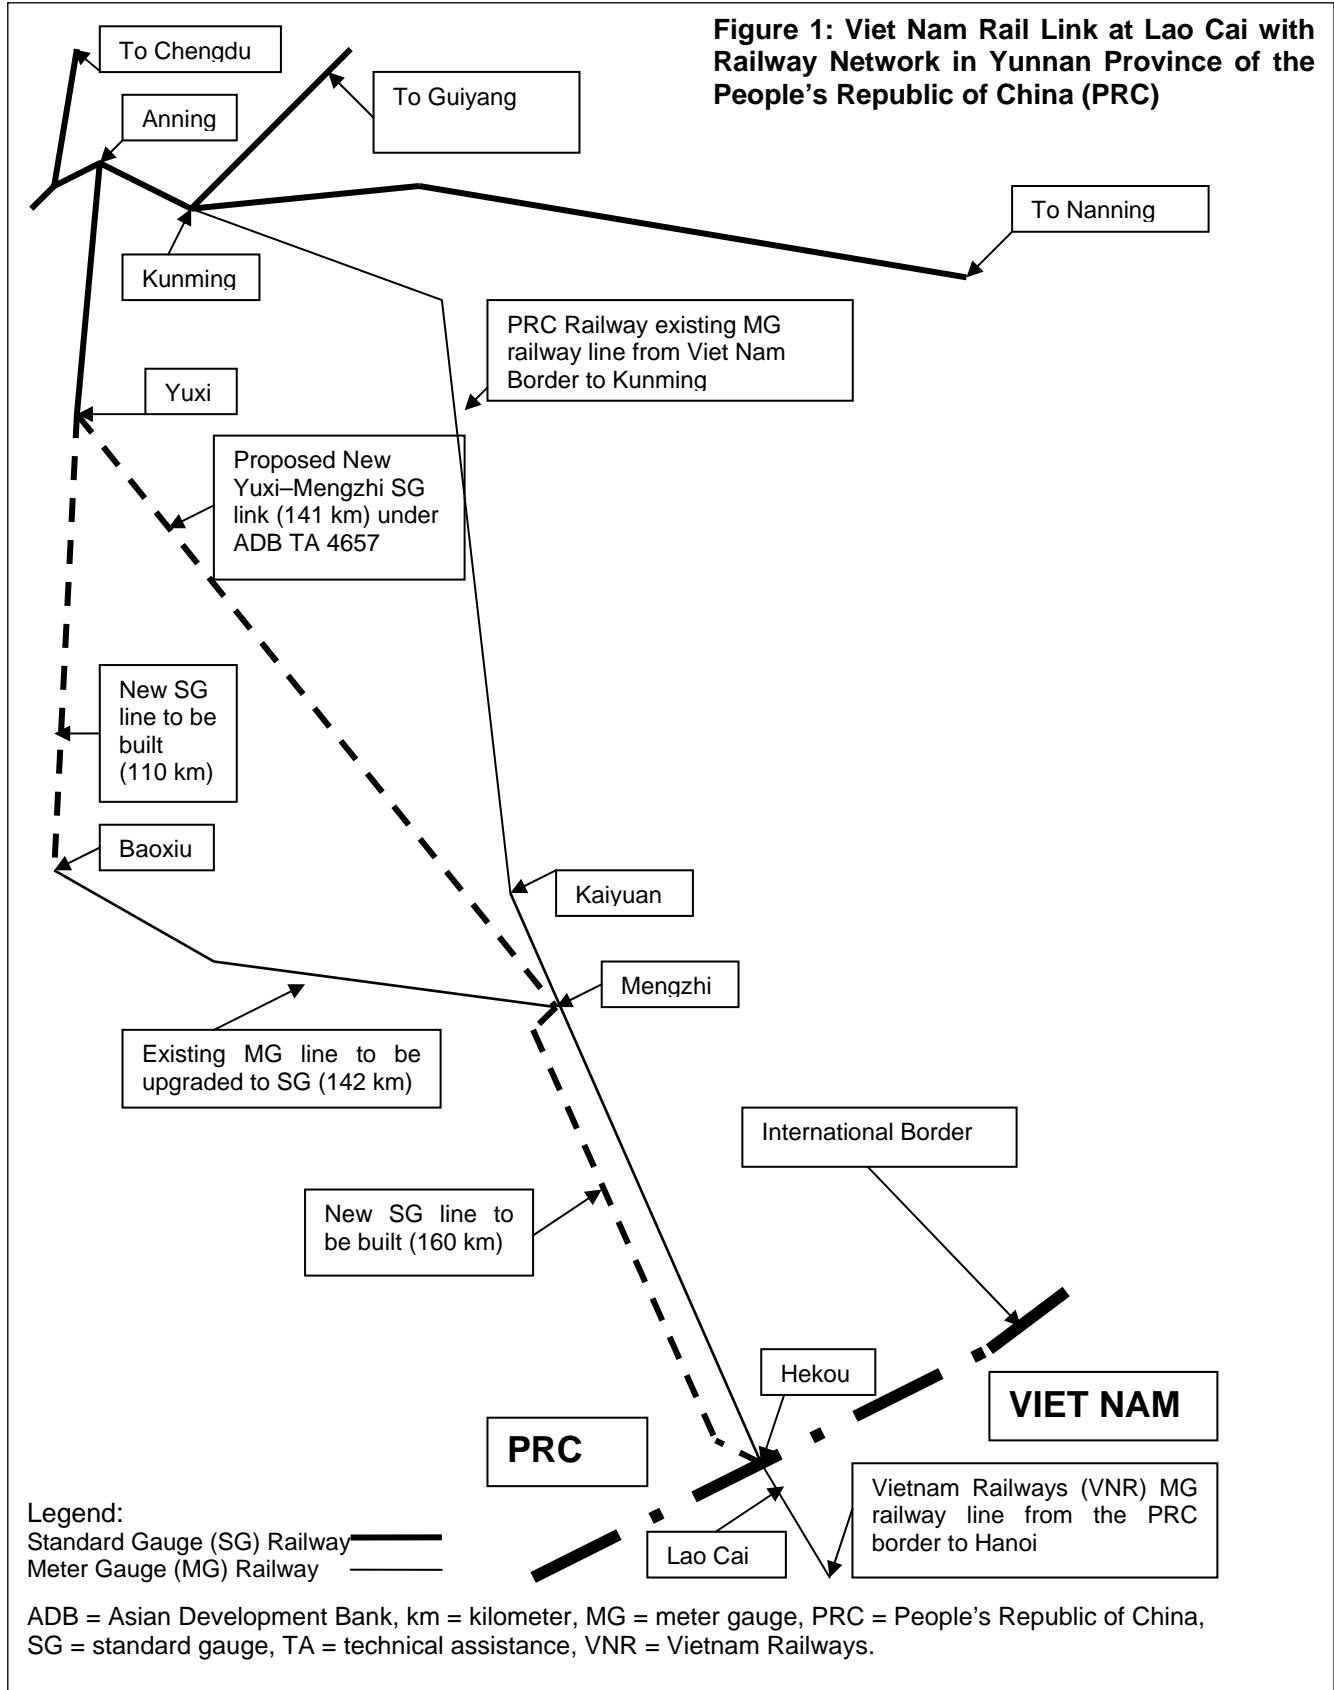 Figure 1: Viet Nam Rail Link at Lao Cai with
Railway Network in Yunnan Province of the
People's Republic of China (PRC)
To Chengdu
To Guiyang
Anning
To Nanning
Kunming
PRC Railway existing MG
railway line from Viet Nam
Border to Kunming
Yuxi
Proposed New
Yuxi–Mengzhi SG
link (141 km) under
ADB TA 4657
New SG
line to be
built
(110 km)
Baoxiu
Kaiyuan
Mengzhi
Existing MG line to be
upgraded to SG (142 km)
International Border
New SG line to
be built (160 km)
Hekou
VIET NAM
PRC
Vietnam Railways (VNR) MG
railway line from the PRC
border to Hanoi
Lao Cai
Legend:
Standard Gauge (SG) Railway
Meter Gauge (MG) Railway
ADB = Asian Development Bank, km = kilometer, MG = meter gauge, PRC = People's Republic of China,
SG = standard gauge, TA = technical assistance, VNR = Vietnam Railways.